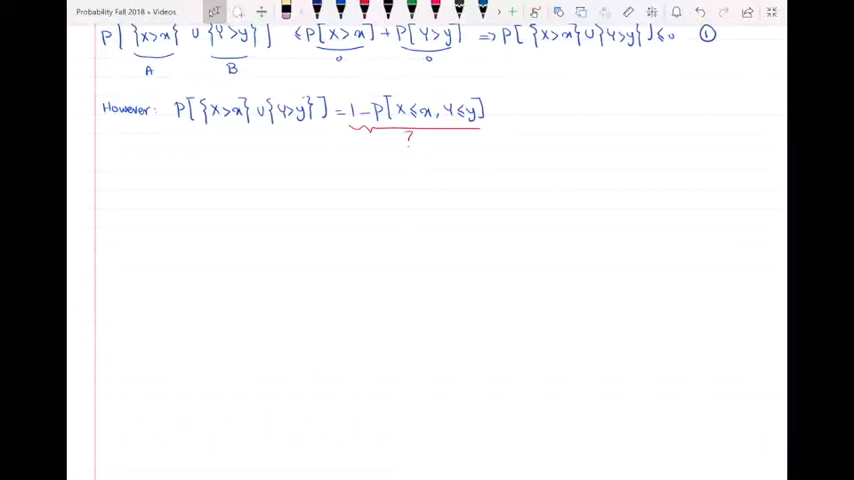 Probability Fall 2018 » Videos
P[{X>x} ∪ {Y>y}] ≤ P[X>x] + P[Y>y] ⇒ P[{X>x}∪{Y>y}] ≤ 0 ①
A B 0 0
However: P[{X>x} ∪ {Y>y}] = 1 - P[X≤x, Y≤y]
?